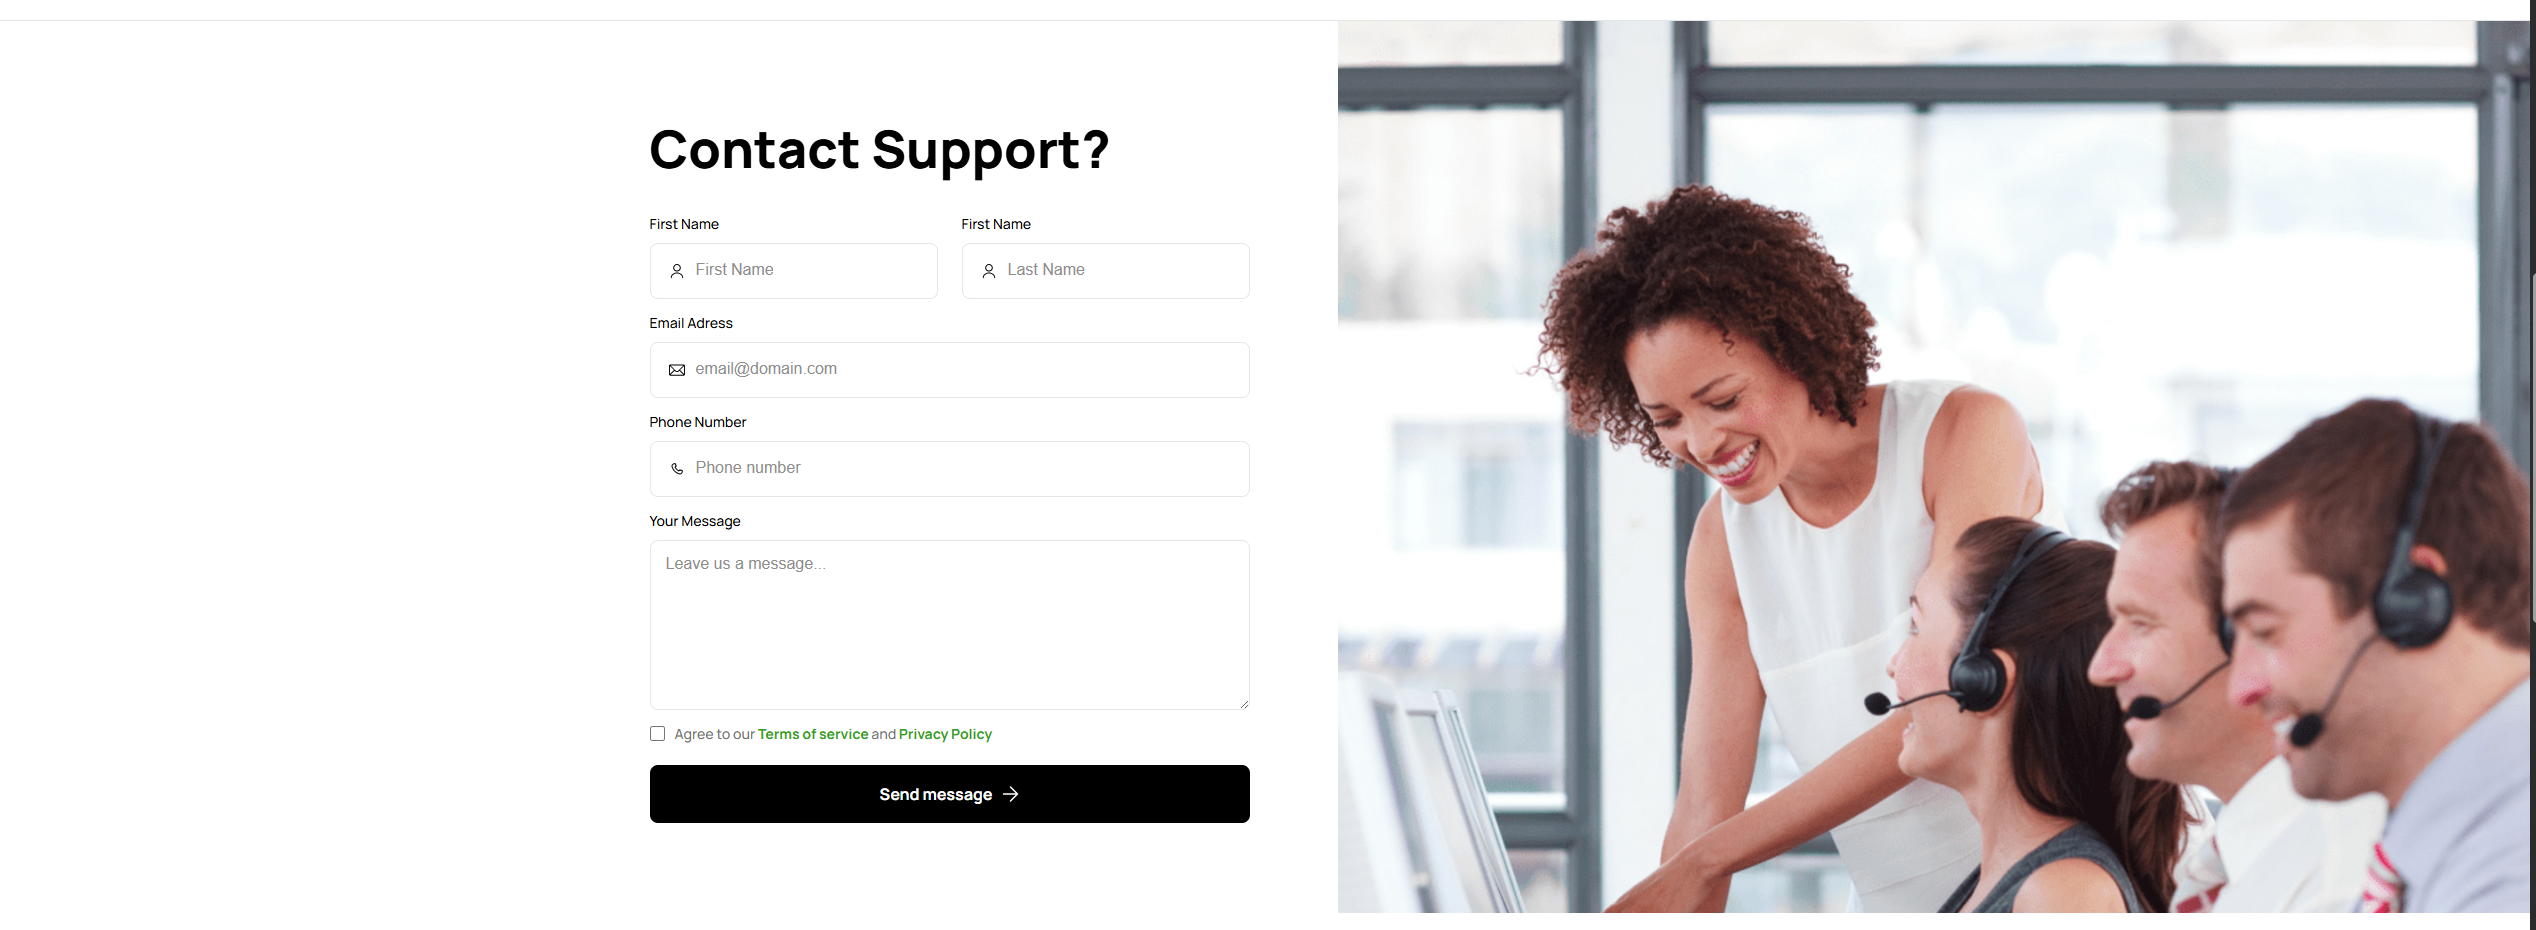 Contact Support?
First Name
First Name
First Name
Last Name
Email Adress
email@domain.com
Phone Number
Phone number
Your Message
Leave us a message...
Agree to our Terms of service and Privacy Policy
Send message